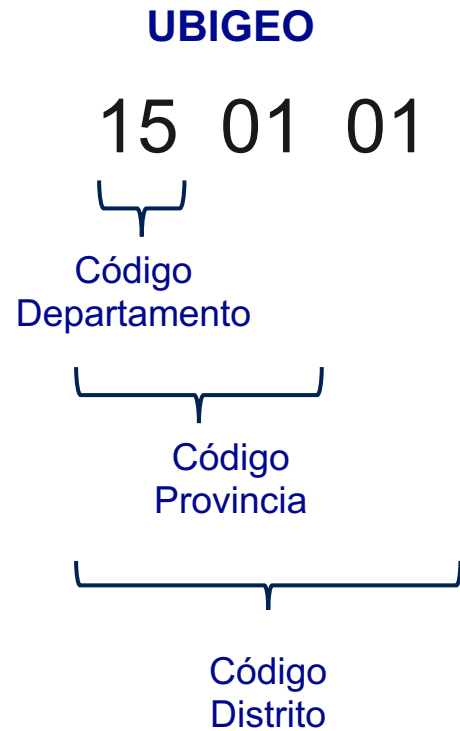 UBIGEO
15 01 01
Código
Departamento
Código
Provincia
Código
Distrito